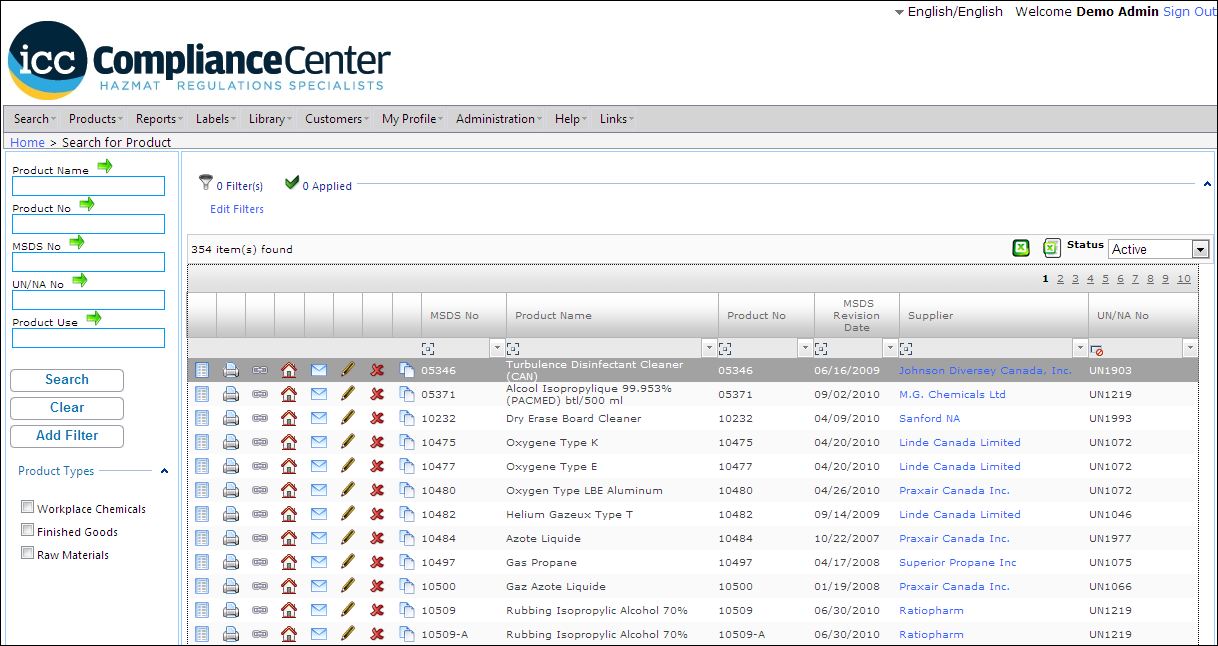 English/English Welcome Demo Admin Sign Out
icc ComplianceCenter
HAZMAT REGULATIONS SPECIALISTS
Search Products Reports Labels Library Customers My Profile Administration Help Links
Home > Search for Product
Product Name
Product No
MSDS No
UN/NA No
Product Use
Search
Clear
Add Filter
Product Types
Workplace Chemicals
Finished Goods
Raw Materials
0 Filter(s) 0 Applied
Edit Filters
354 item(s) found Status Active
1 2 3 4 5 6 7 8 9 10
MSDS No Product Name Product No MSDS Revision Date Supplier UN/NA No
05346 Turbulence Disinfectant Cleaner (CAN) 05346 06/16/2009 Johnson Diversey Canada, Inc. UN1903
05371 Alcool Isopropylique 99.953% (PACMED) btl/500 ml 05371 09/02/2010 M.G. Chemicals Ltd UN1219
10232 Dry Erase Board Cleaner 10232 04/09/2010 Sanford NA UN1993
10475 Oxygene Type K 10475 04/20/2010 Linde Canada Limited UN1072
10477 Oxygene Type E 10477 04/20/2010 Linde Canada Limited UN1072
10480 Oxygen Type LBE Aluminum 10480 04/26/2010 Praxair Canada Inc. UN1072
10482 Helium Gazeux Type T 10482 09/14/2009 Linde Canada Limited UN1046
10484 Azote Liquide 10484 10/22/2007 Praxair Canada Inc. UN1977
10497 Gas Propane 10497 04/17/2008 Superior Propane Inc UN1075
10500 Gaz Azote Liquide 10500 01/19/2008 Praxair Canada Inc. UN1066
10509 Rubbing Isopropylic Alcohol 70% 10509 06/30/2010 Ratiopharm UN1219
10509-A Rubbing Isopropylic Alcohol 70% 10509-A 06/30/2010 Ratiopharm UN1219